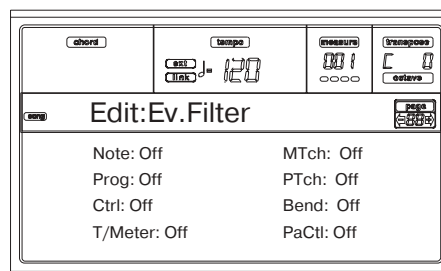 chord
tempo
measure
transpose
ext
link
♩= 120
001
C 0
octave
song
Edit:Ev.Filter
page
Note: Off
MTch: Off
Prog: Off
PTch: Off
Ctrl: Off
Bend: Off
T/Meter: Off
PaCtl: Off